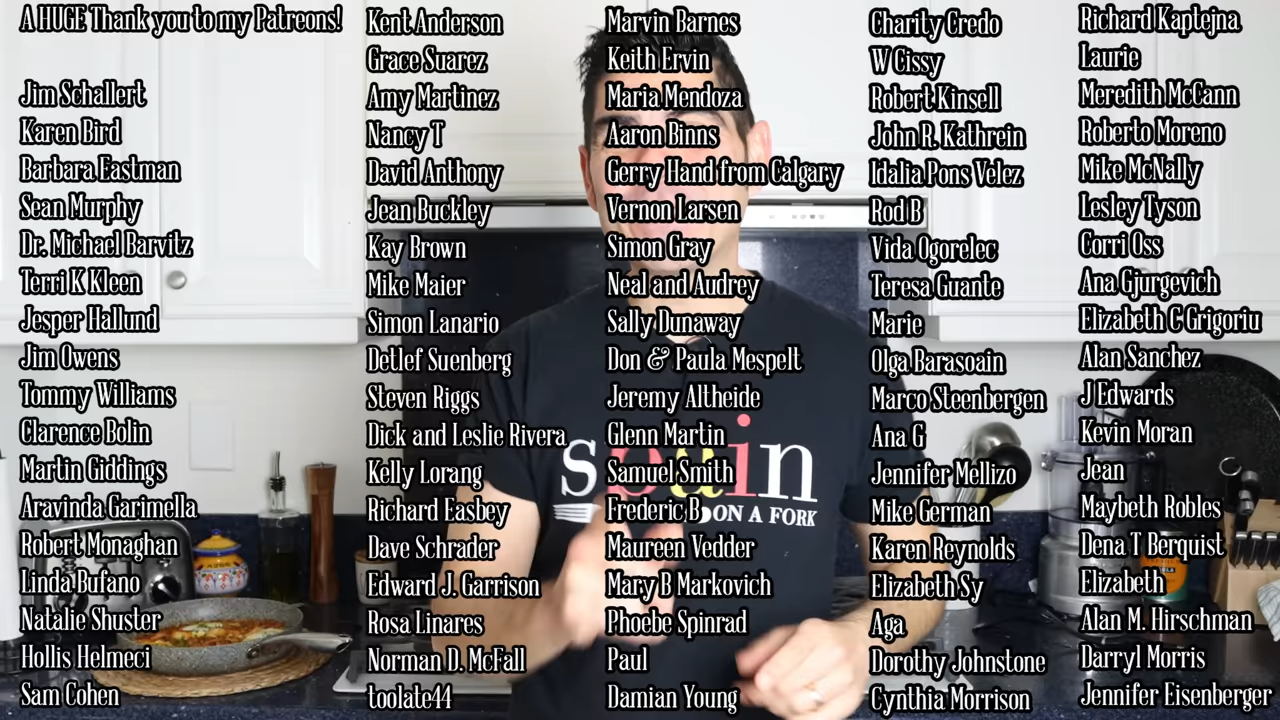 A HUGE Thank you to my Patreons!
Jim Schallert
Karen Bird
Barbara Eastman
Sean Murphy
Dr. Michael Barvitz
Terri K Kleen
Jesper Hallund
Jim Owens
Tommy Williams
Clarence Bolin
Martin Giddings
Aravinda Garimella
Robert Monaghan
Linda Bufano
Natalie Shuster
Hollis Helmeci
Sam Cohen
Kent Anderson
Grace Suarez
Amy Martinez
Nancy T
David Anthony
Jean Buckley
Kay Brown
Mike Maier
Simon Lanario
Detlef Suenberg
Steven Riggs
Dick and Leslie Rivera
Kelly Lorang
Richard Easbey
Dave Schrader
Edward J. Garrison
Rosa Linares
Norman D. McFall
toolate44
Marvin Barnes
Keith Ervin
Maria Mendoza
Aaron Binns
Gerry Hand from Calgary
Vernon Larsen
Simon Gray
Neal and Audrey
Sally Dunaway
Don & Paula Mespelt
Jeremy Altheide
Glenn Martin
Samuel Smith
Frederic B
Maureen Vedder
Mary B Markovich
Phoebe Spinrad
Paul
Damian Young
Charity Credo
W Cissy
Robert Kinsell
John R. Kathrein
Idalia Pons Velez
Rod B
Vida Ogorelec
Teresa Guante
Marie
Olga Barasoain
Marco Steenbergen
Ana G
Jennifer Mellizo
Mike German
Karen Reynolds
Elizabeth Sy
Aga
Dorothy Johnstone
Cynthia Morrison
Richard Kaptejna
Laurie
Meredith McCann
Roberto Moreno
Mike McNally
Lesley Tyson
Corri Oss
Ana Gjurgevich
Elizabeth C Grigoriu
Alan Sanchez
J Edwards
Kevin Moran
Jean
Maybeth Robles
Dena T Berquist
Elizabeth
Alan M. Hirschman
Darryl Morris
Jennifer Eisenberger
spain
ON A FORK